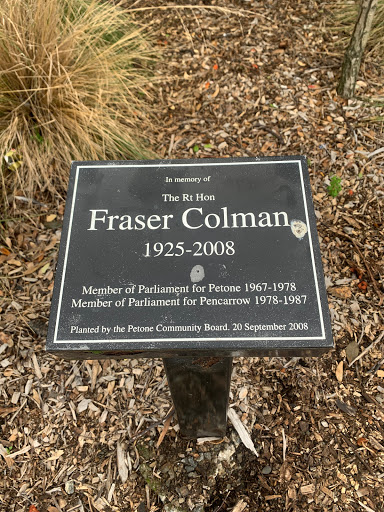 In memory of
The Rt Hon
Fraser Colman
1925-2008
Member of Parliament for Petone 1967-1978
Member of Parliament for Pencarrow 1978-1987
Planted by the Petone Community Board. 20 September 2008